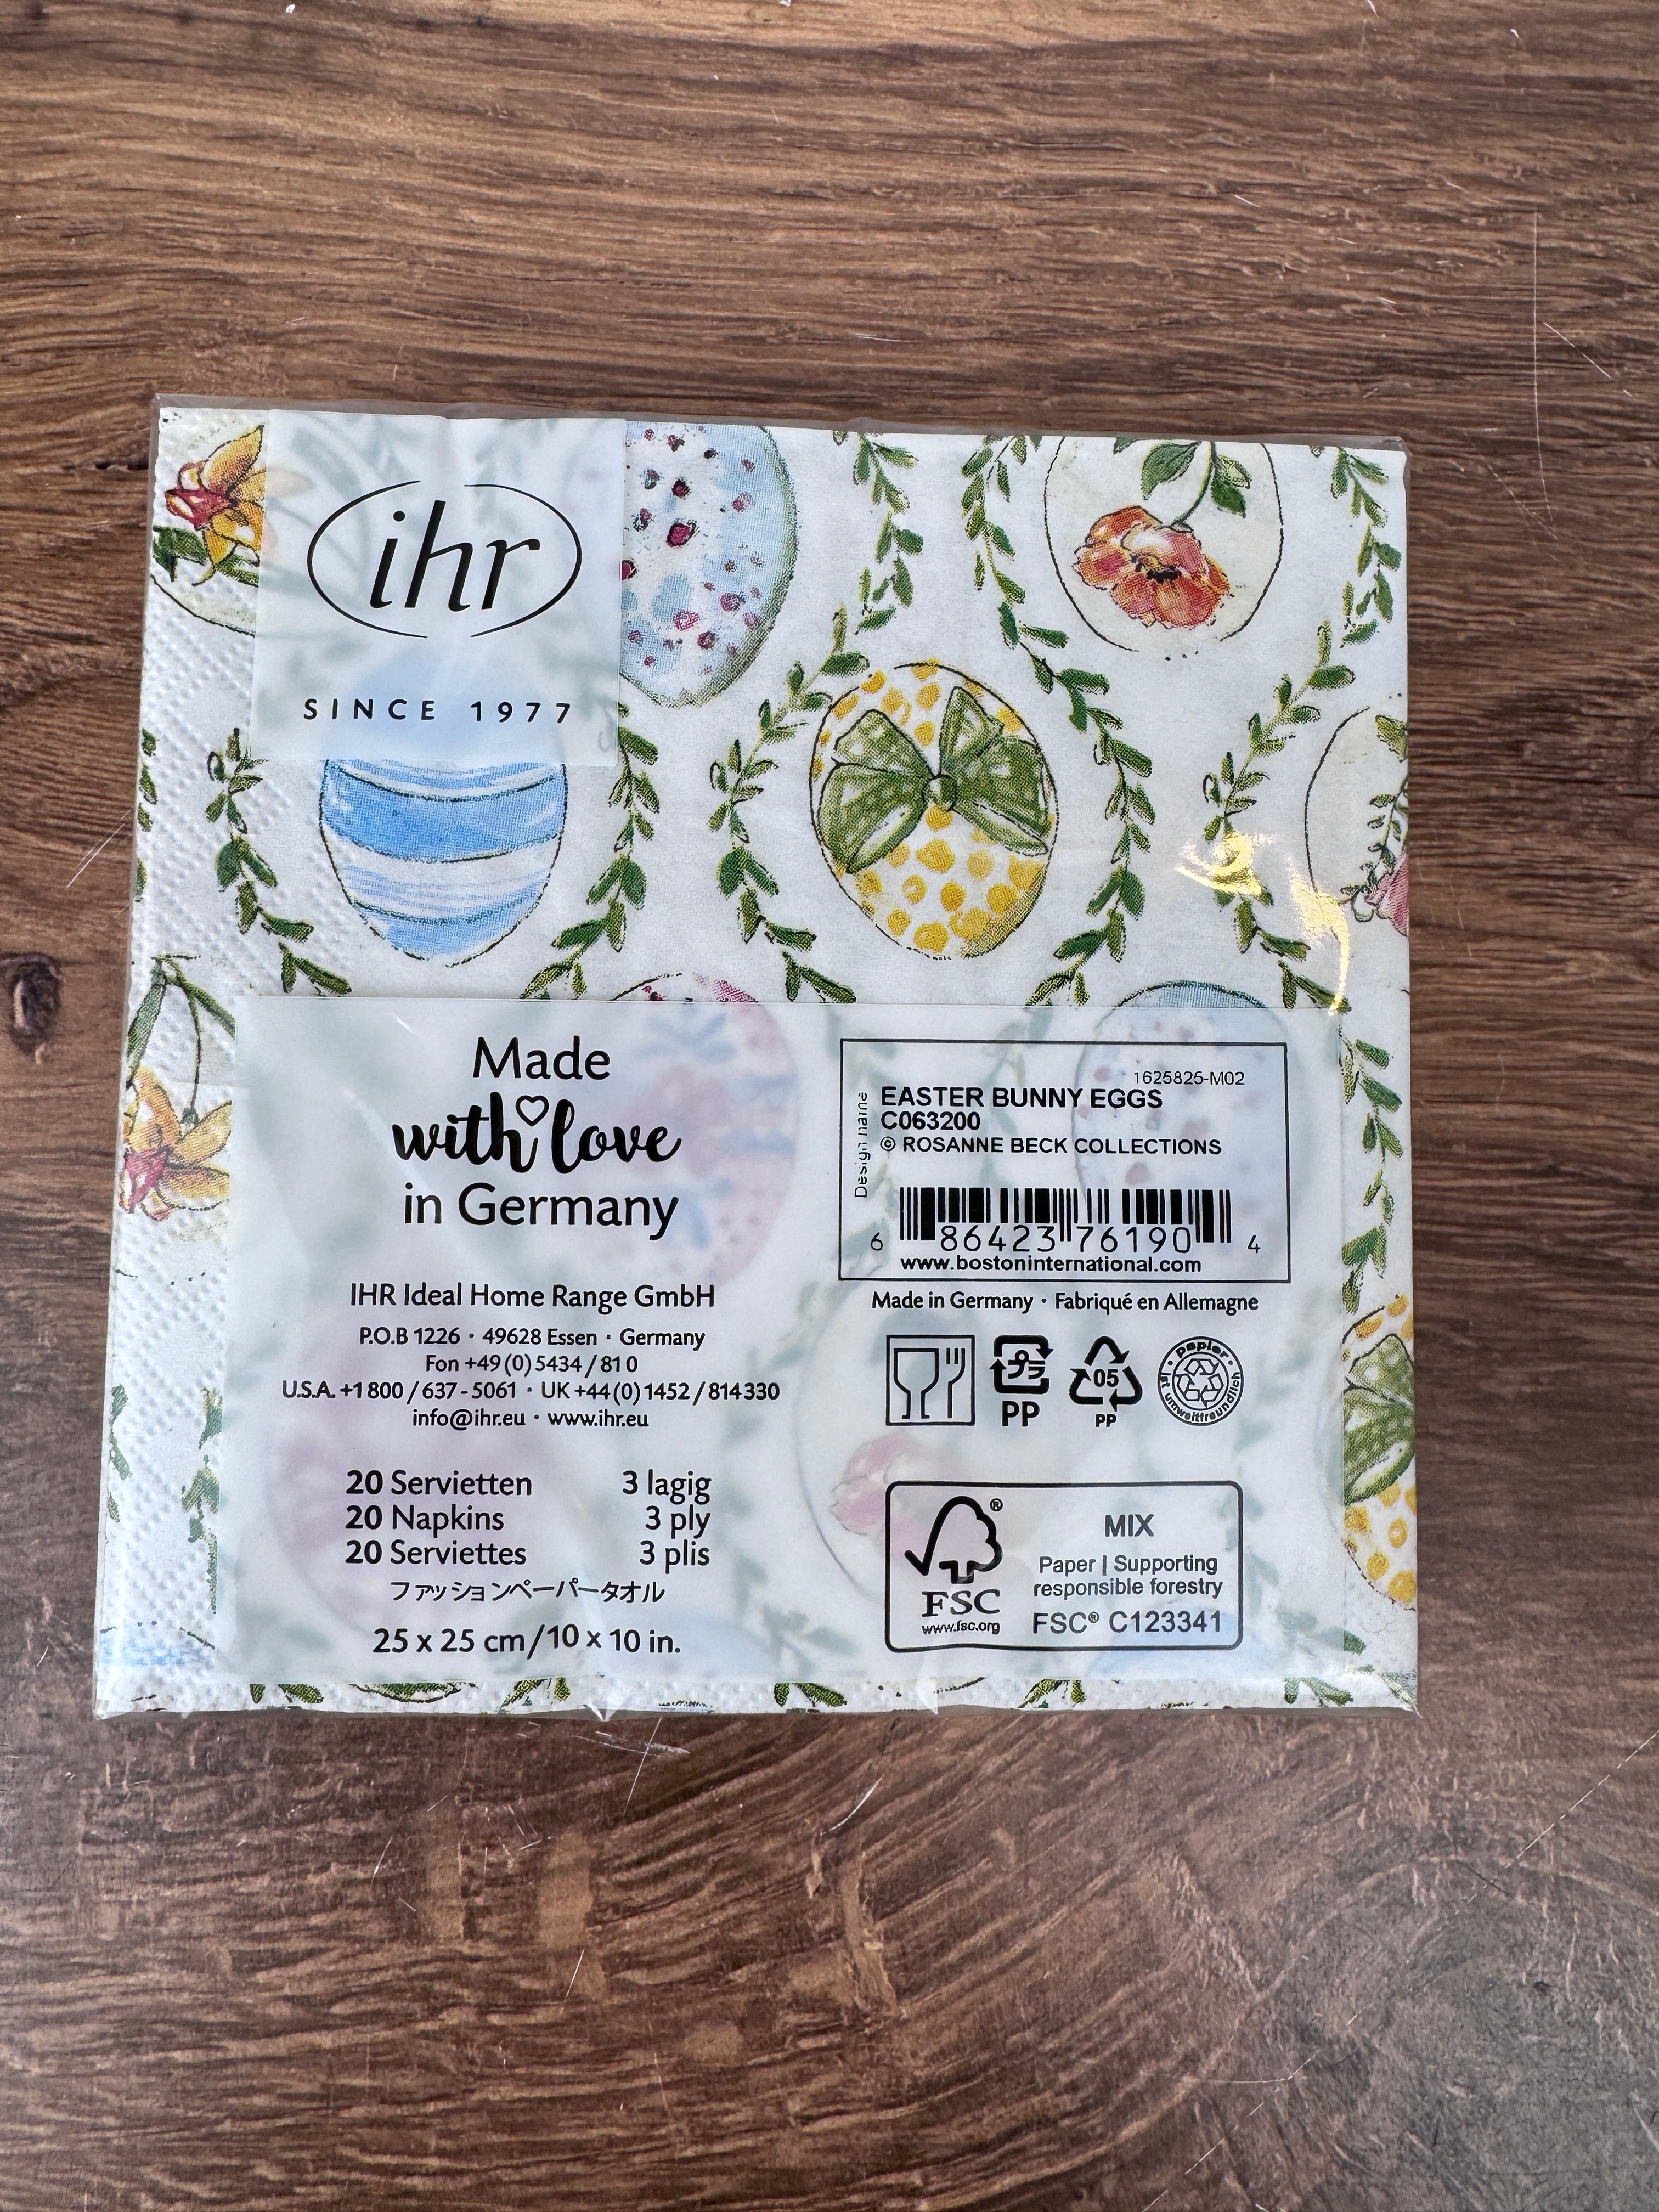 ihr
SINCE 1977
Made
with love
in Germany
IHR Ideal Home Range GmbH
P.O.B 1226 · 49628 Essen · Germany
Fon +49 (0) 5434 / 81 0
U.S.A. +1 800 / 637 - 5061 · UK +44 (0) 1452 / 814330
info@ihr.eu · www.ihr.eu
20 Servietten 3 lagig
20 Napkins 3 ply
20 Serviettes 3 plis
ファッションペーパータオル
25 x 25 cm/10 x 10 in.
Design name
1625825-M02
EASTER BUNNY EGGS
C063200
© ROSANNE BECK COLLECTIONS
6 86423 76190 4
www.bostoninternational.com
Made in Germany · Fabriqué en Allemagne
プラ
PP
05
PP
papier
ist umweltfreundlich
®
FSC
www.fsc.org
MIX
Paper | Supporting
responsible forestry
FSC® C123341